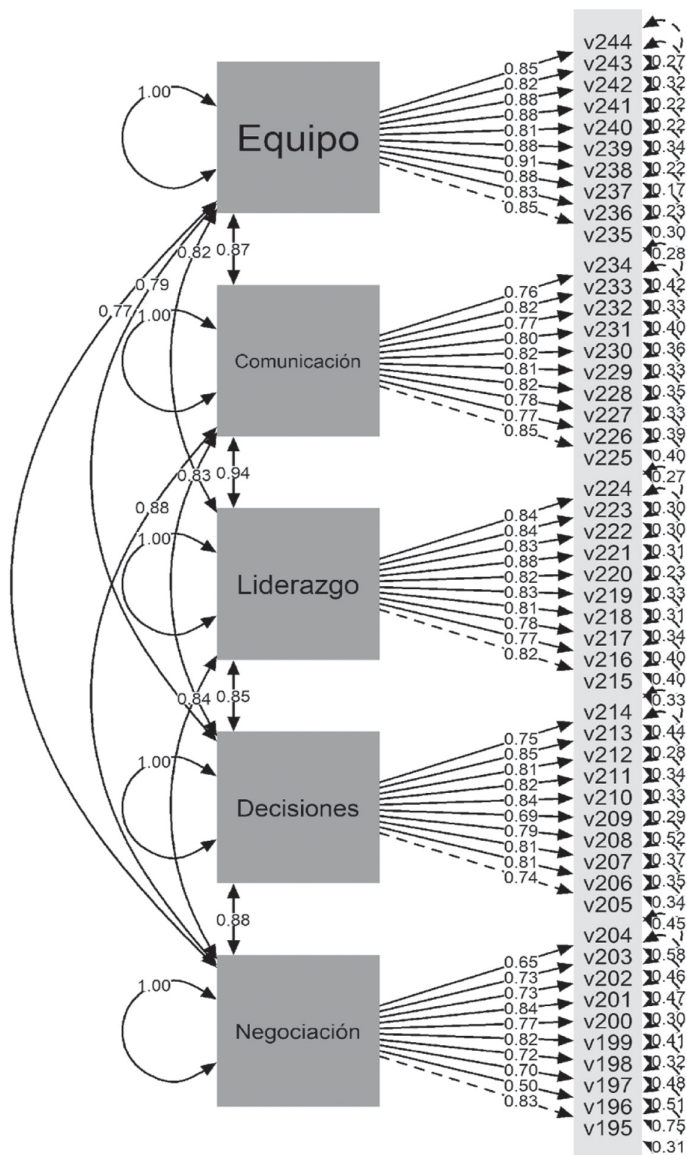 1.00
Equipo
0.85 v244 0.27
0.82 v243 0.32
0.88 v242 0.22
0.88 v241 0.22
0.81 v240 0.34
0.88 v239 0.22
0.91 v238 0.17
0.88 v237 0.23
0.83 v236 0.30
0.85 v235 0.28
0.82 0.87
0.79
0.77
1.00
Comunicación
0.76 v234 0.42
0.82 v233 0.33
0.77 v232 0.40
0.80 v231 0.36
0.82 v230 0.33
0.81 v229 0.35
0.82 v228 0.33
0.78 v227 0.39
0.77 v226 0.40
0.85 v225 0.27
0.83 0.94
0.88
1.00
Liderazgo
0.84 v224 0.30
0.84 v223 0.30
0.83 v222 0.31
0.88 v221 0.23
0.82 v220 0.33
0.83 v219 0.31
0.81 v218 0.34
0.78 v217 0.40
0.77 v216 0.40
0.82 v215 0.33
0.84 0.85
1.00
Decisiones
0.75 v214 0.44
0.85 v213 0.28
0.81 v212 0.34
0.82 v211 0.33
0.84 v210 0.29
0.69 v209 0.52
0.79 v208 0.37
0.81 v207 0.35
0.81 v206 0.34
0.74 v205 0.45
0.88
1.00
Negociación
0.65 v204 0.58
0.73 v203 0.46
0.73 v202 0.47
0.84 v201 0.30
0.77 v200 0.41
0.82 v199 0.32
0.72 v198 0.48
0.70 v197 0.51
0.50 v196 0.75
0.83 v195 0.31